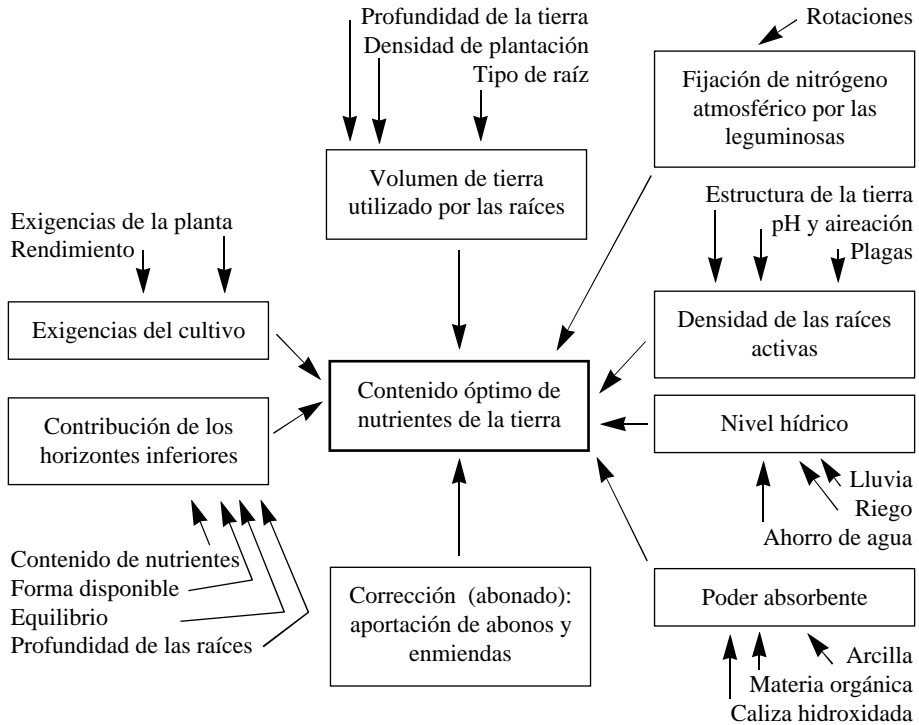 Profundidad de la tierra
Densidad de plantación
Tipo de raíz
Rotaciones
Fijación de nitrógeno
atmosférico por las
leguminosas
Volumen de tierra
utilizado por las raíces
Estructura de la tierra
pH y aireación
Plagas
Exigencias de la planta
Rendimiento
Exigencias del cultivo
Densidad de las raíces
activas
Contenido óptimo de
nutrientes de la tierra
Contribución de los
horizontes inferiores
Nivel hídrico
Lluvia
Riego
Ahorro de agua
Contenido de nutrientes
Forma disponible
Equilibrio
Profundidad de las raíces
Corrección (abonado):
aportación de abonos y
enmiendas
Poder absorbente
Arcilla
Materia orgánica
Caliza hidroxidada